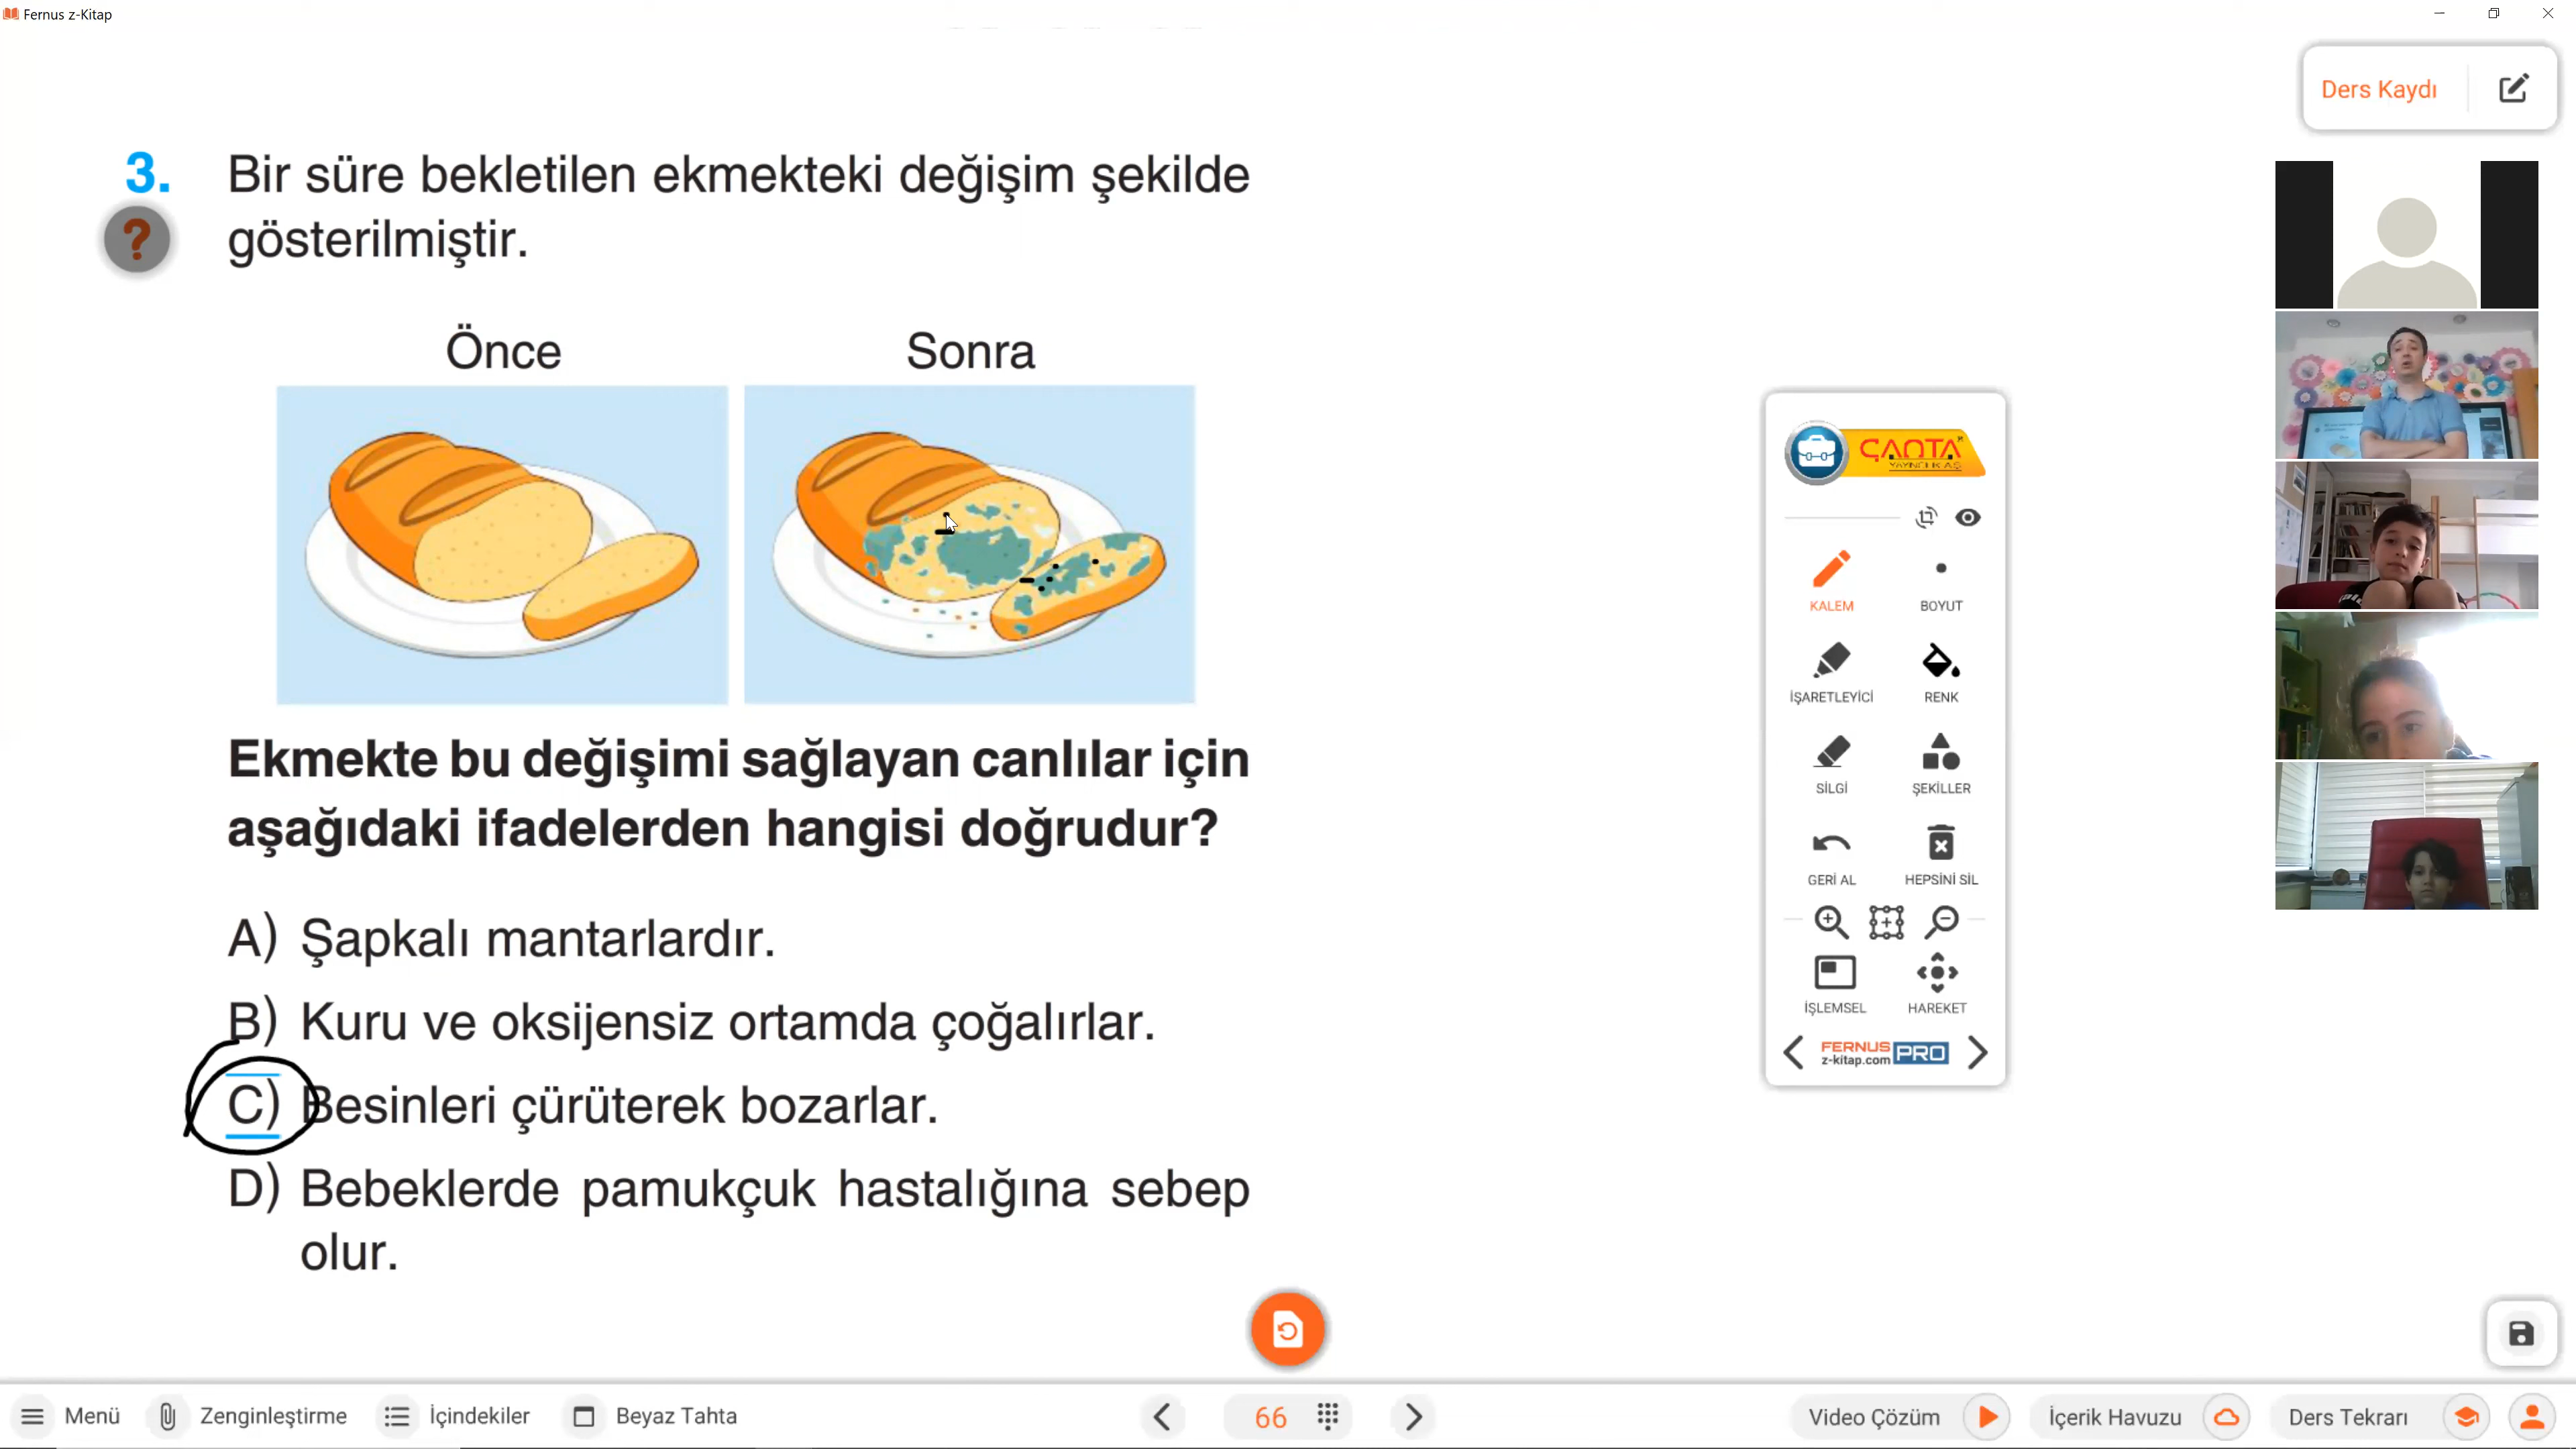 Fernus z-Kitap
Ders Kaydı
3. Bir süre bekletilen ekmekteki değişim şekilde
?
gösterilmiştir.
Önce
Sonra
Ekmekte bu değişimi sağlayan canlılar için
aşağıdaki ifadelerden hangisi doğrudur?
A) Şapkalı mantarlardır.
B) Kuru ve oksijensiz ortamda çoğalırlar.
C) Besinleri çürüterek bozarlar.
D) Bebeklerde pamukçuk hastalığına sebep
olur.
ÇANTA
YAYINCILIK A.Ş.
KALEM
BOYUT
İŞARETLEYİCİ
RENK
SİLGİ
ŞEKİLLER
GERİ AL
HEPSİNİ SİL
İŞLEMSEL
HAREKET
FERNUS
z-kitap.com
PRO
Menü
Zenginleştirme
İçindekiler
Beyaz Tahta
66
Video Çözüm
İçerik Havuzu
Ders Tekrarı